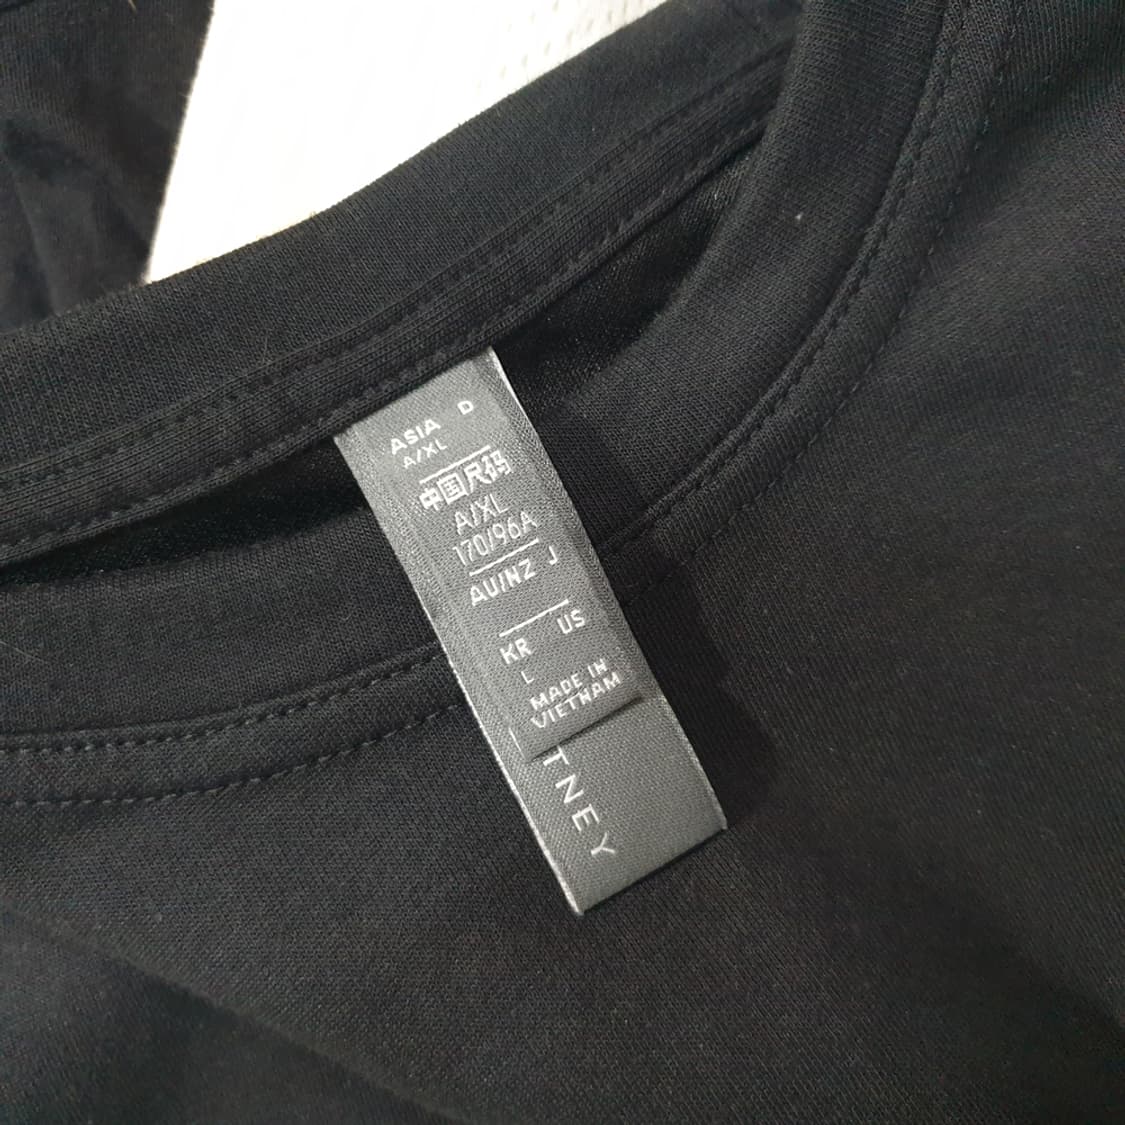 ASIA D
A/XL
中国尺码
A/XL
170/96A
AU/NZ J
KR US
L
MADE IN
VIETNAM
TNEY